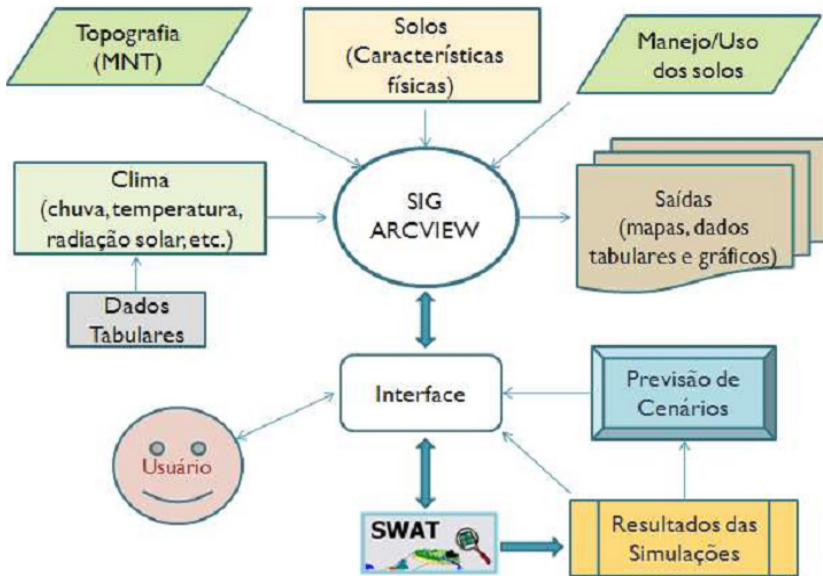 Topografia
(MNT)
Solos
(Características
físicas)
Manejo/Uso
dos solos
Clima
(chuva, temperatura,
radiação solar, etc.)
SIG
ARCVIEW
Saídas
(mapas, dados
tabulares e gráficos)
Dados
Tabulares
Interface
Previsão de
Cenários
Usuário
SWAT
Resultados das
Simulações